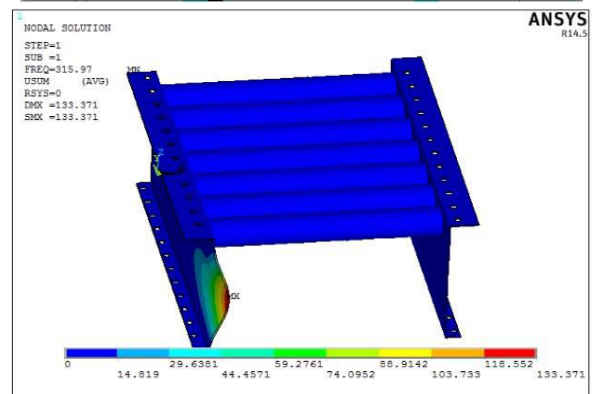 1
NODAL SOLUTION
ANSYS
R14.5
STEP=1
SUB =1
FREQ=315.97
USUM (AVG)
RSYS=0
DMX =133.371
SMX =133.371
MN
Z
MX
0 29.6381 59.2761 88.9142 118.552
14.819 44.4571 74.0952 103.733 133.371